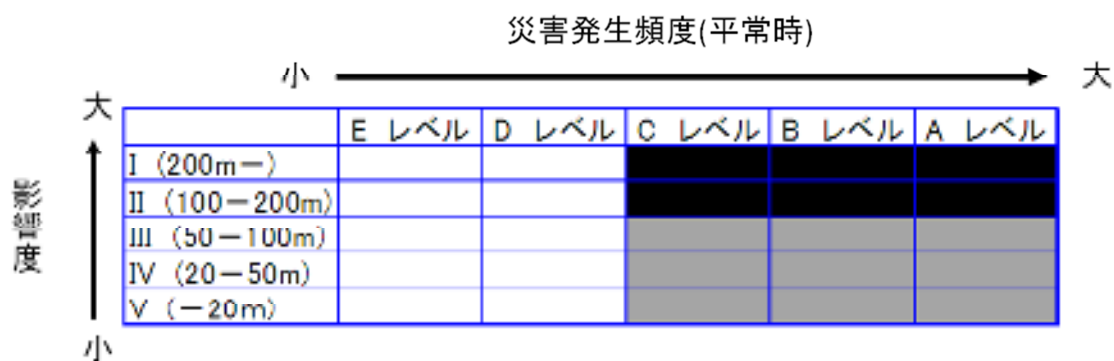 災害発生頻度(平常時)
小 大
大
E レベル D レベル C レベル B レベル A レベル
I (200m－)
II (100－200m)
III (50－100m)
IV (20－50m)
V (－20m)
影響度
小